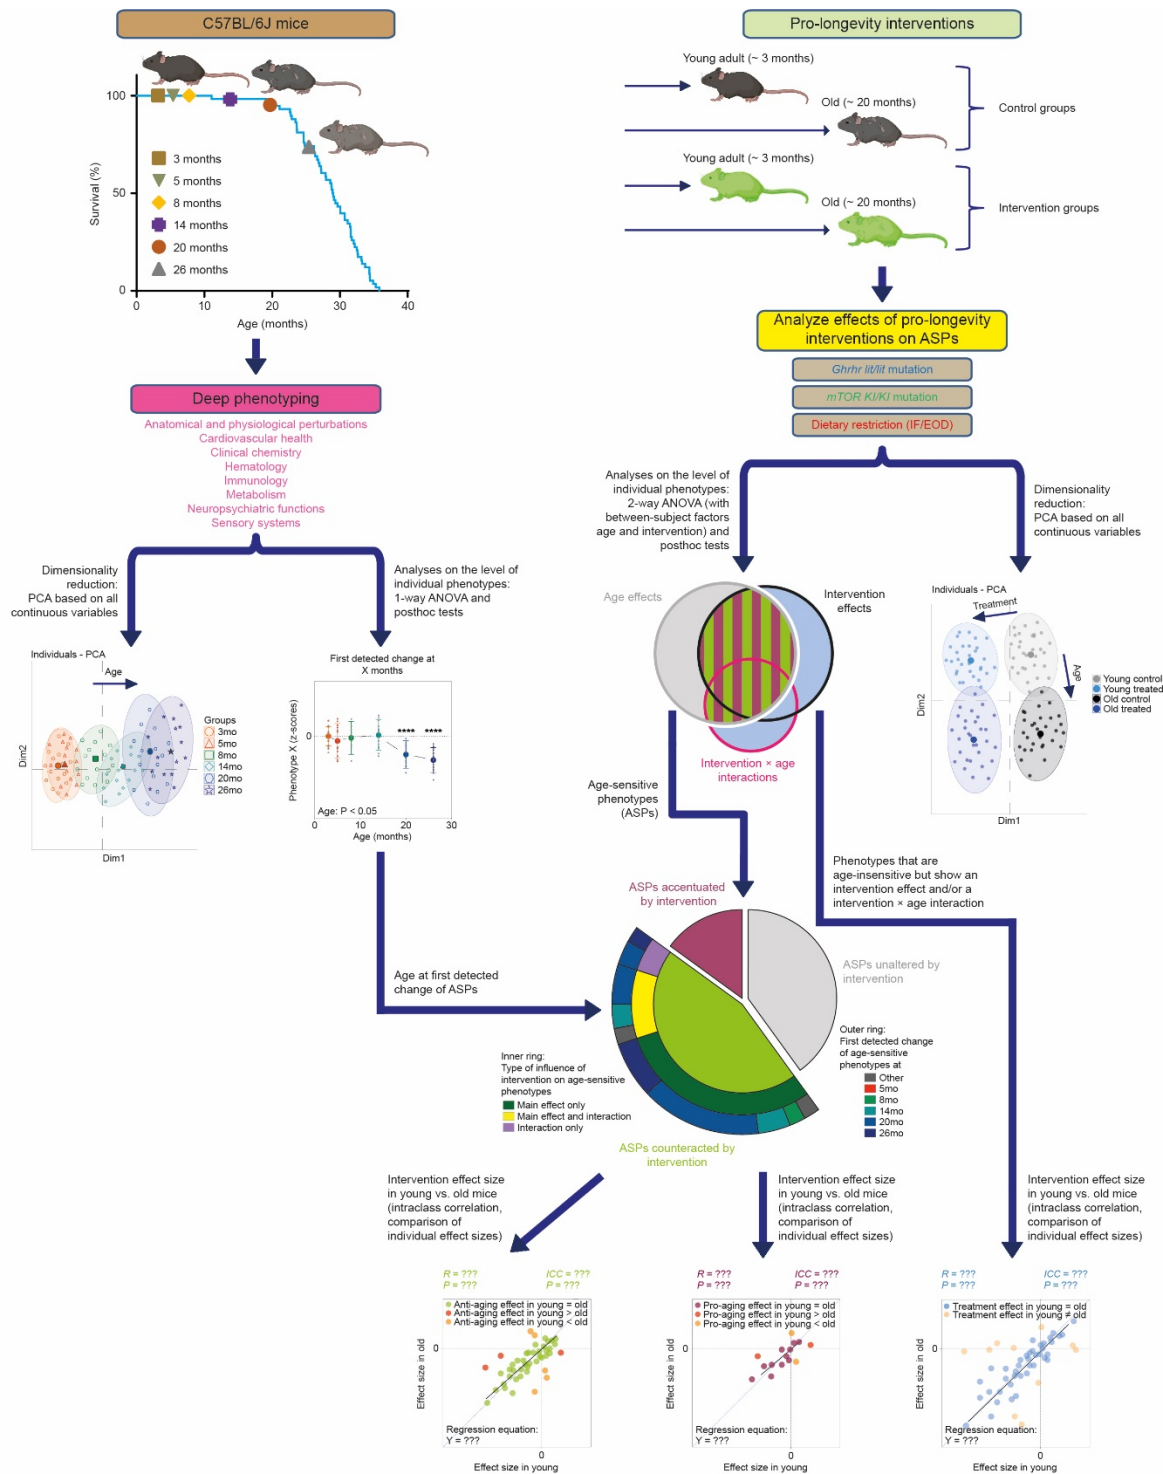 C57BL/6J mice
100
50
0
Survival (%)
3 months
5 months
8 months
14 months
20 months
26 months
0
10
20
30
40
Age (months)
Deep phenotyping
Anatomical and physiological perturbations
Cardiovascular health
Clinical chemistry
Hematology
Immunology
Metabolism
Neuropsychiatric functions
Sensory systems
Dimensionality
reduction:
PCA based on all
continuous variables
Analyses on the level of
individual phenotypes:
1-way ANOVA and
posthoc tests
Individuals - PCA
Age
Dim2
Dim1
Groups
3mo
5mo
8mo
14mo
20mo
26mo
First detected change at
X months
Phenotype X (z-scores)
0
****
****
Age: P < 0.05
0
10
20
30
Age (months)
Age at first detected
change of ASPs
Pro-longevity interventions
Young adult (~ 3 months)
Old (~ 20 months)
Control groups
Young adult (~ 3 months)
Old (~ 20 months)
Intervention groups
Analyze effects of pro-longevity
interventions on ASPs
Ghrhr lit/lit mutation
mTOR KI/KI mutation
Dietary restriction (IF/EOD)
Analyses on the level of
individual phenotypes:
2-way ANOVA (with
between-subject factors
age and intervention) and
posthoc tests
Dimensionality
reduction:
PCA based on all
continuous variables
Age effects
Intervention
effects
Intervention × age
interactions
Individuals - PCA
Treatment
Age
Dim2
Dim1
Young control
Young treated
Old control
Old treated
Age-sensitive
phenotypes
(ASPs)
Phenotypes that are
age-insensitive but show an
intervention effect and/or a
intervention × age interaction
ASPs accentuated
by intervention
ASPs unaltered by
intervention
Inner ring:
Type of influence of
intervention on age-sensitive
phenotypes
Main effect only
Main effect and interaction
Interaction only
Outer ring:
First detected change
of age-sensitive
phenotypes at
Other
5mo
8mo
14mo
20mo
26mo
ASPs counteracted by
intervention
Intervention effect size
in young vs. old mice
(intraclass correlation,
comparison of
individual effect sizes)
Intervention effect size
in young vs. old mice
(intraclass correlation,
comparison of
individual effect sizes)
Intervention effect size
in young vs. old mice
(intraclass correlation,
comparison of
individual effect sizes)
R = ???
P = ???
ICC = ???
P = ???
Anti-aging effect in young = old
Anti-aging effect in young > old
Anti-aging effect in young < old
0
Effect size in old
Regression equation:
Y = ???
0
Effect size in young
R = ???
P = ???
ICC = ???
P = ???
Pro-aging effect in young = old
Pro-aging effect in young > old
Pro-aging effect in young < old
0
Effect size in old
Regression equation:
Y = ???
0
Effect size in young
R = ???
P = ???
ICC = ???
P = ???
Treatment effect in young = old
Treatment effect in young ≠ old
0
Effect size in old
Regression equation:
Y = ???
0
Effect size in young